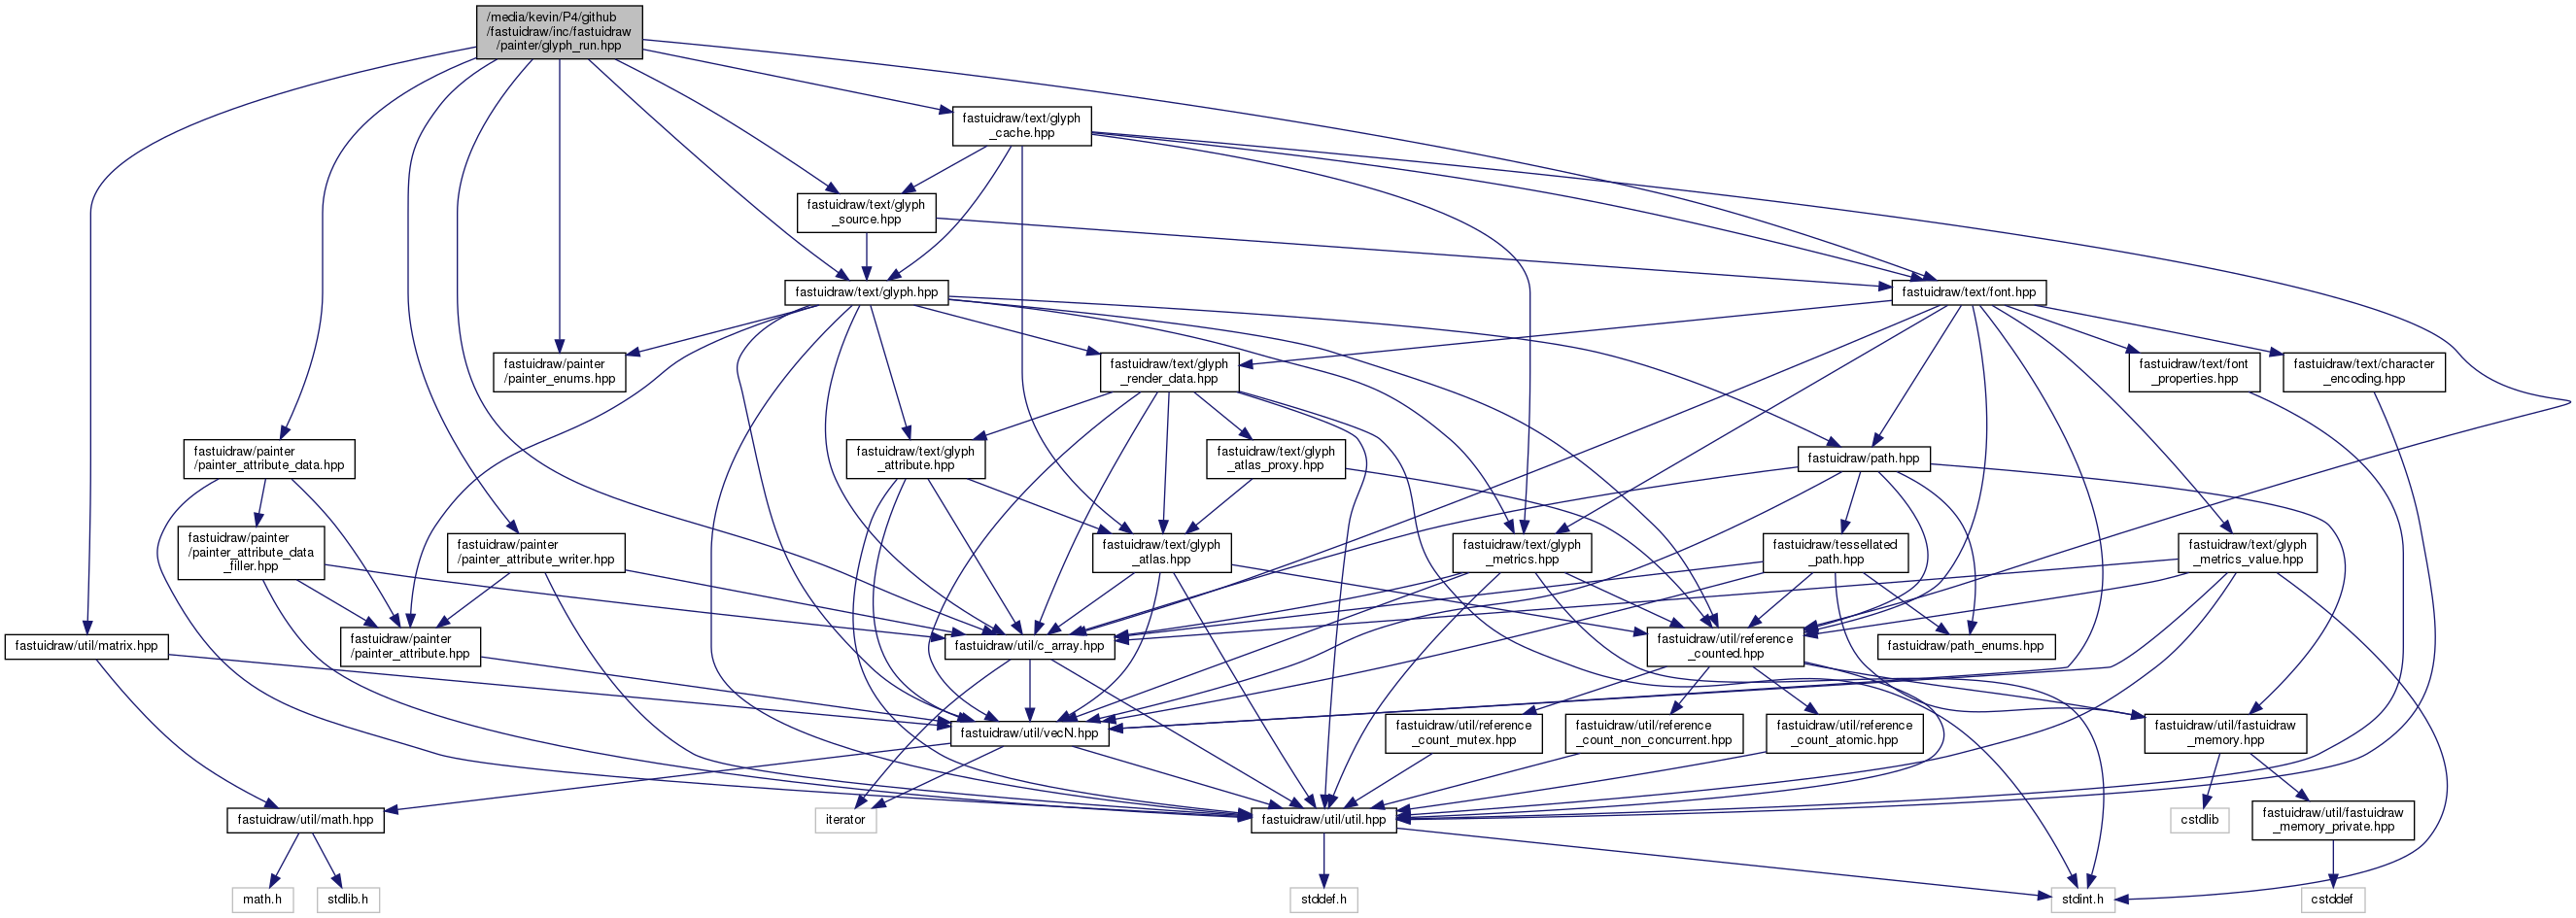 /media/kevin/P4/github
/fastuidraw/inc/fastuidraw
/painter/glyph_run.hpp
fastuidraw/text/glyph
_cache.hpp
fastuidraw/text/glyph
_source.hpp
fastuidraw/text/glyph.hpp
fastuidraw/text/font.hpp
fastuidraw/painter
/painter_enums.hpp
fastuidraw/text/glyph
_render_data.hpp
fastuidraw/text/font
_properties.hpp
fastuidraw/text/character
_encoding.hpp
fastuidraw/painter
/painter_attribute_data.hpp
fastuidraw/text/glyph
_attribute.hpp
fastuidraw/text/glyph
_atlas_proxy.hpp
fastuidraw/path.hpp
fastuidraw/painter
/painter_attribute_data
_filler.hpp
fastuidraw/painter
/painter_attribute_writer.hpp
fastuidraw/text/glyph
_atlas.hpp
fastuidraw/text/glyph
_metrics.hpp
fastuidraw/tessellated
_path.hpp
fastuidraw/text/glyph
_metrics_value.hpp
fastuidraw/util/matrix.hpp
fastuidraw/painter
/painter_attribute.hpp
fastuidraw/util/c_array.hpp
fastuidraw/util/reference
_counted.hpp
fastuidraw/path_enums.hpp
fastuidraw/util/vecN.hpp
fastuidraw/util/reference
_count_mutex.hpp
fastuidraw/util/reference
_count_non_concurrent.hpp
fastuidraw/util/reference
_count_atomic.hpp
fastuidraw/util/fastuidraw
_memory.hpp
fastuidraw/util/math.hpp
iterator
fastuidraw/util/util.hpp
cstdlib
fastuidraw/util/fastuidraw
_memory_private.hpp
math.h
stdlib.h
stddef.h
stdint.h
cstddef